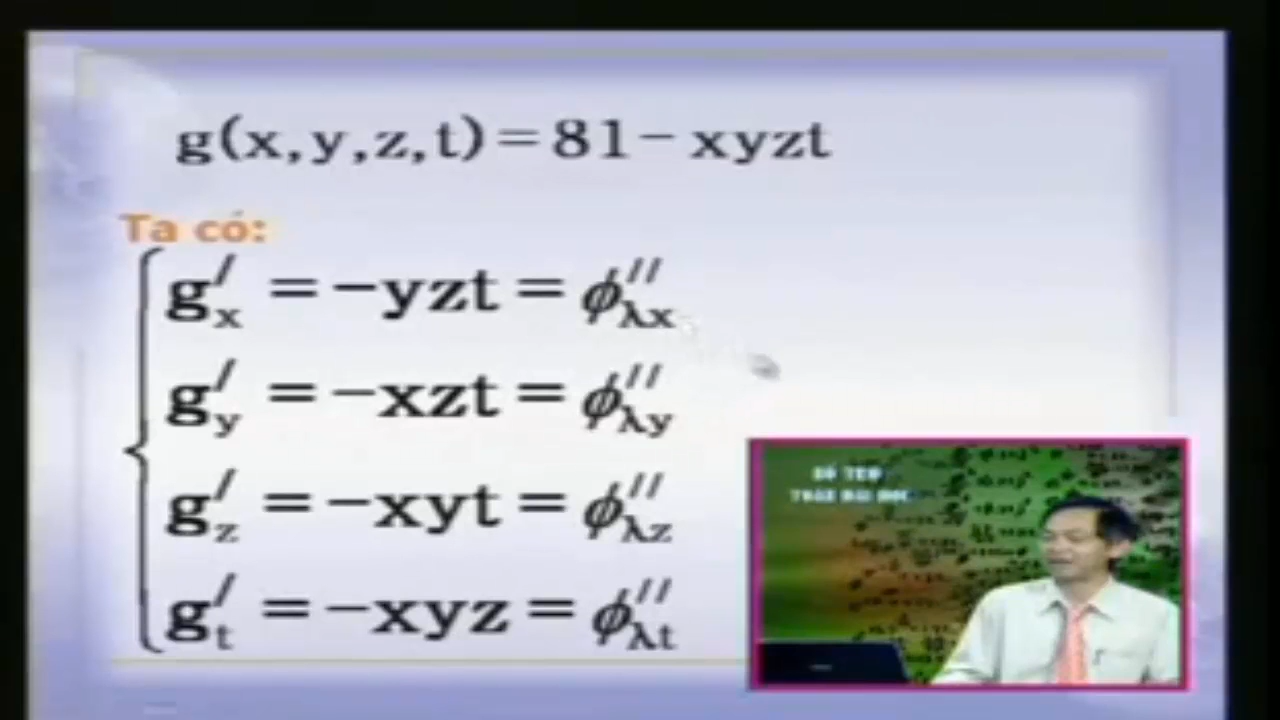 g(x,y,z,t)=81- xyzt
Ta có:
g′ₓ = -yzt = ϕ″λx
g′y = -xzt = ϕ″λy
g′z = -xyt = ϕ″λz
g′t = -xyz = ϕ″λt